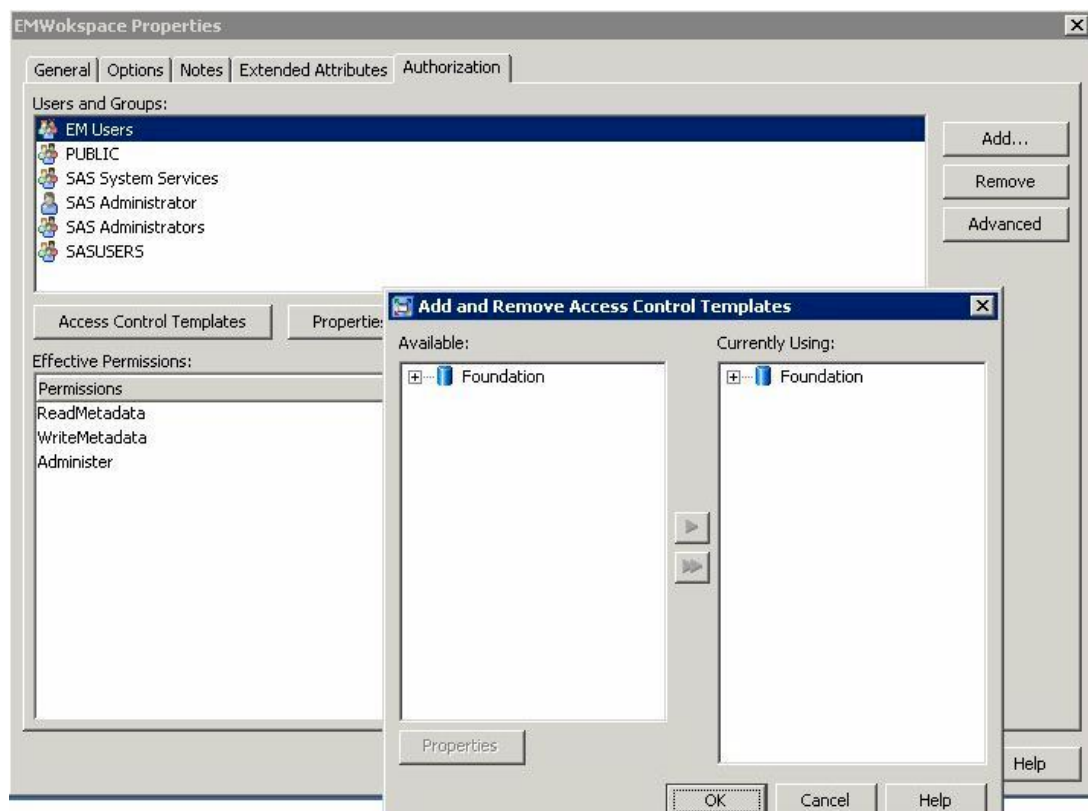 EMWokspace Properties
General
Options
Notes
Extended Attributes
Authorization
Users and Groups:
EM Users
PUBLIC
SAS System Services
SAS Administrator
SAS Administrators
SASUSERS
Add...
Remove
Advanced
Access Control Templates
Properties
Effective Permissions:
Permissions
ReadMetadata
WriteMetadata
Administer
Add and Remove Access Control Templates
Available:
Foundation
Currently Using:
Foundation
Properties
OK
Cancel
Help
Help